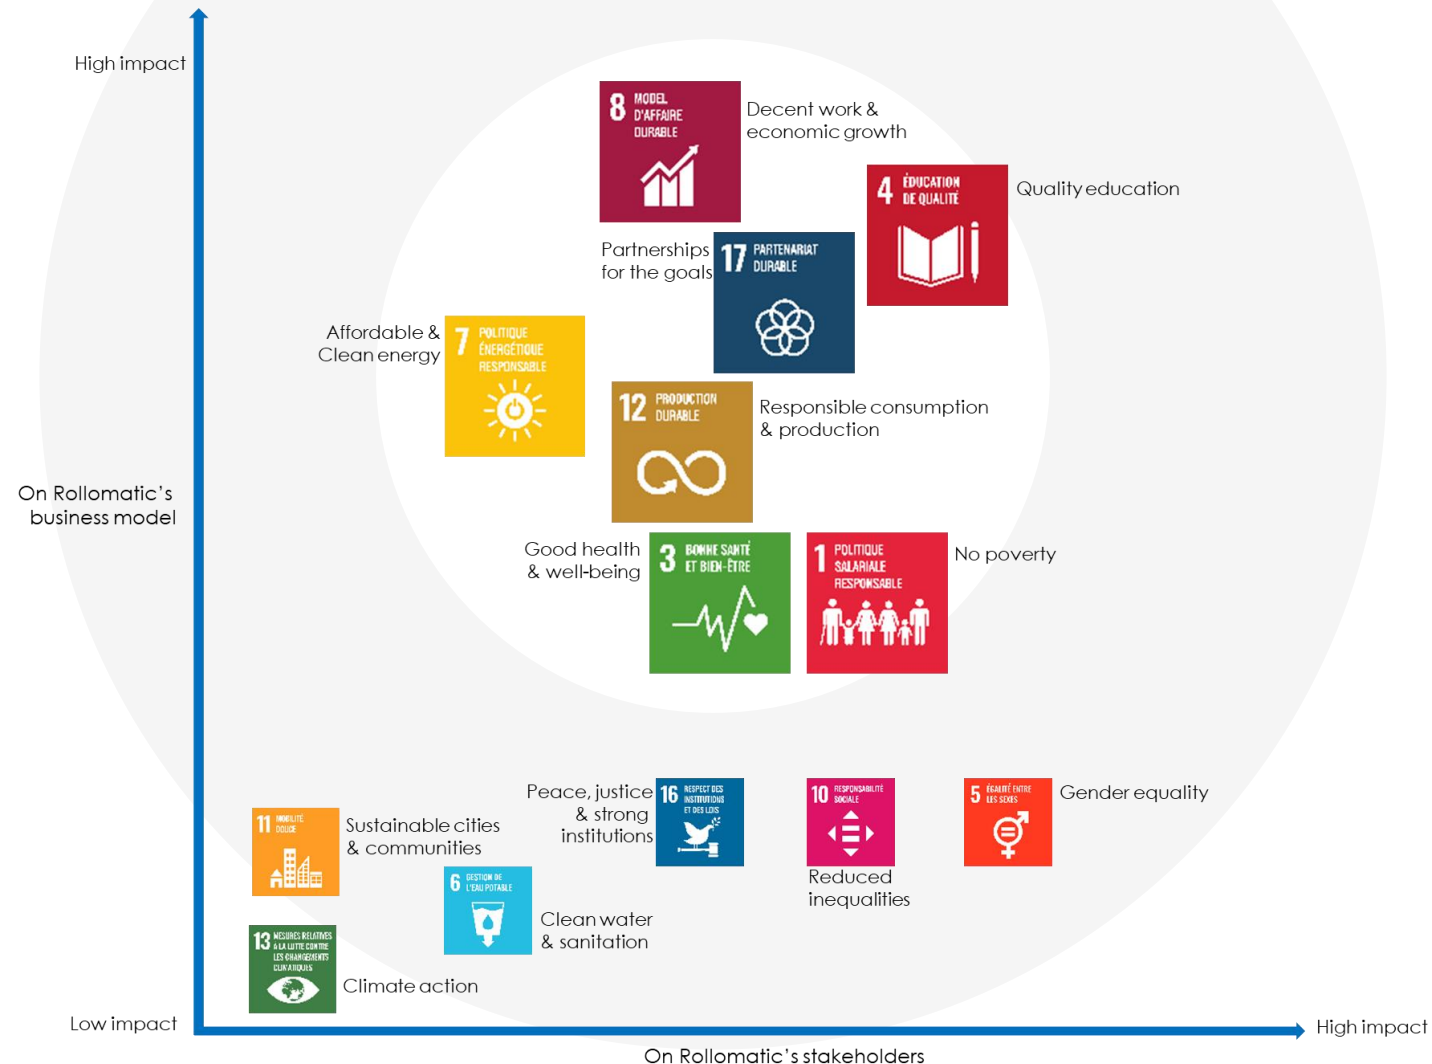 High impact
8 MODEL
D'AFFAIRE
DURABLE
Decent work &
economic growth
4 ÉDUCATION
DE QUALITÉ
Quality education
Partnerships
for the goals
17 PARTENARIAT
DURABLE
Affordable &
Clean energy
7 POLITIQUE
ÉNERGÉTIQUE
RESPONSABLE
12 PRODUCTION
DURABLE
Responsible consumption
& production
On Rollomatic's
business model
Good health
& well-being
3 BONNE SANTÉ
ET BIEN-ÊTRE
1 POLITIQUE
SALARIALE
RESPONSABLE
No poverty
Peace, justice
& strong
institutions
16 RESPECT DES
INSTITUTIONS
ET DES LOIS
10 RESPONSABILITÉ
SOCIALE
Reduced
inequalities
5 ÉGALITÉ ENTRE
LES SEXES
Gender equality
11 MOBILITÉ
DOUCE
Sustainable cities
& communities
6 GESTION DE
L'EAU POTABLE
Clean water
& sanitation
13 MESURES RELATIVES
À LA LUTTE CONTRE
LES CHANGEMENTS
CLIMATIQUES
Climate action
Low impact
High impact
On Rollomatic's stakeholders